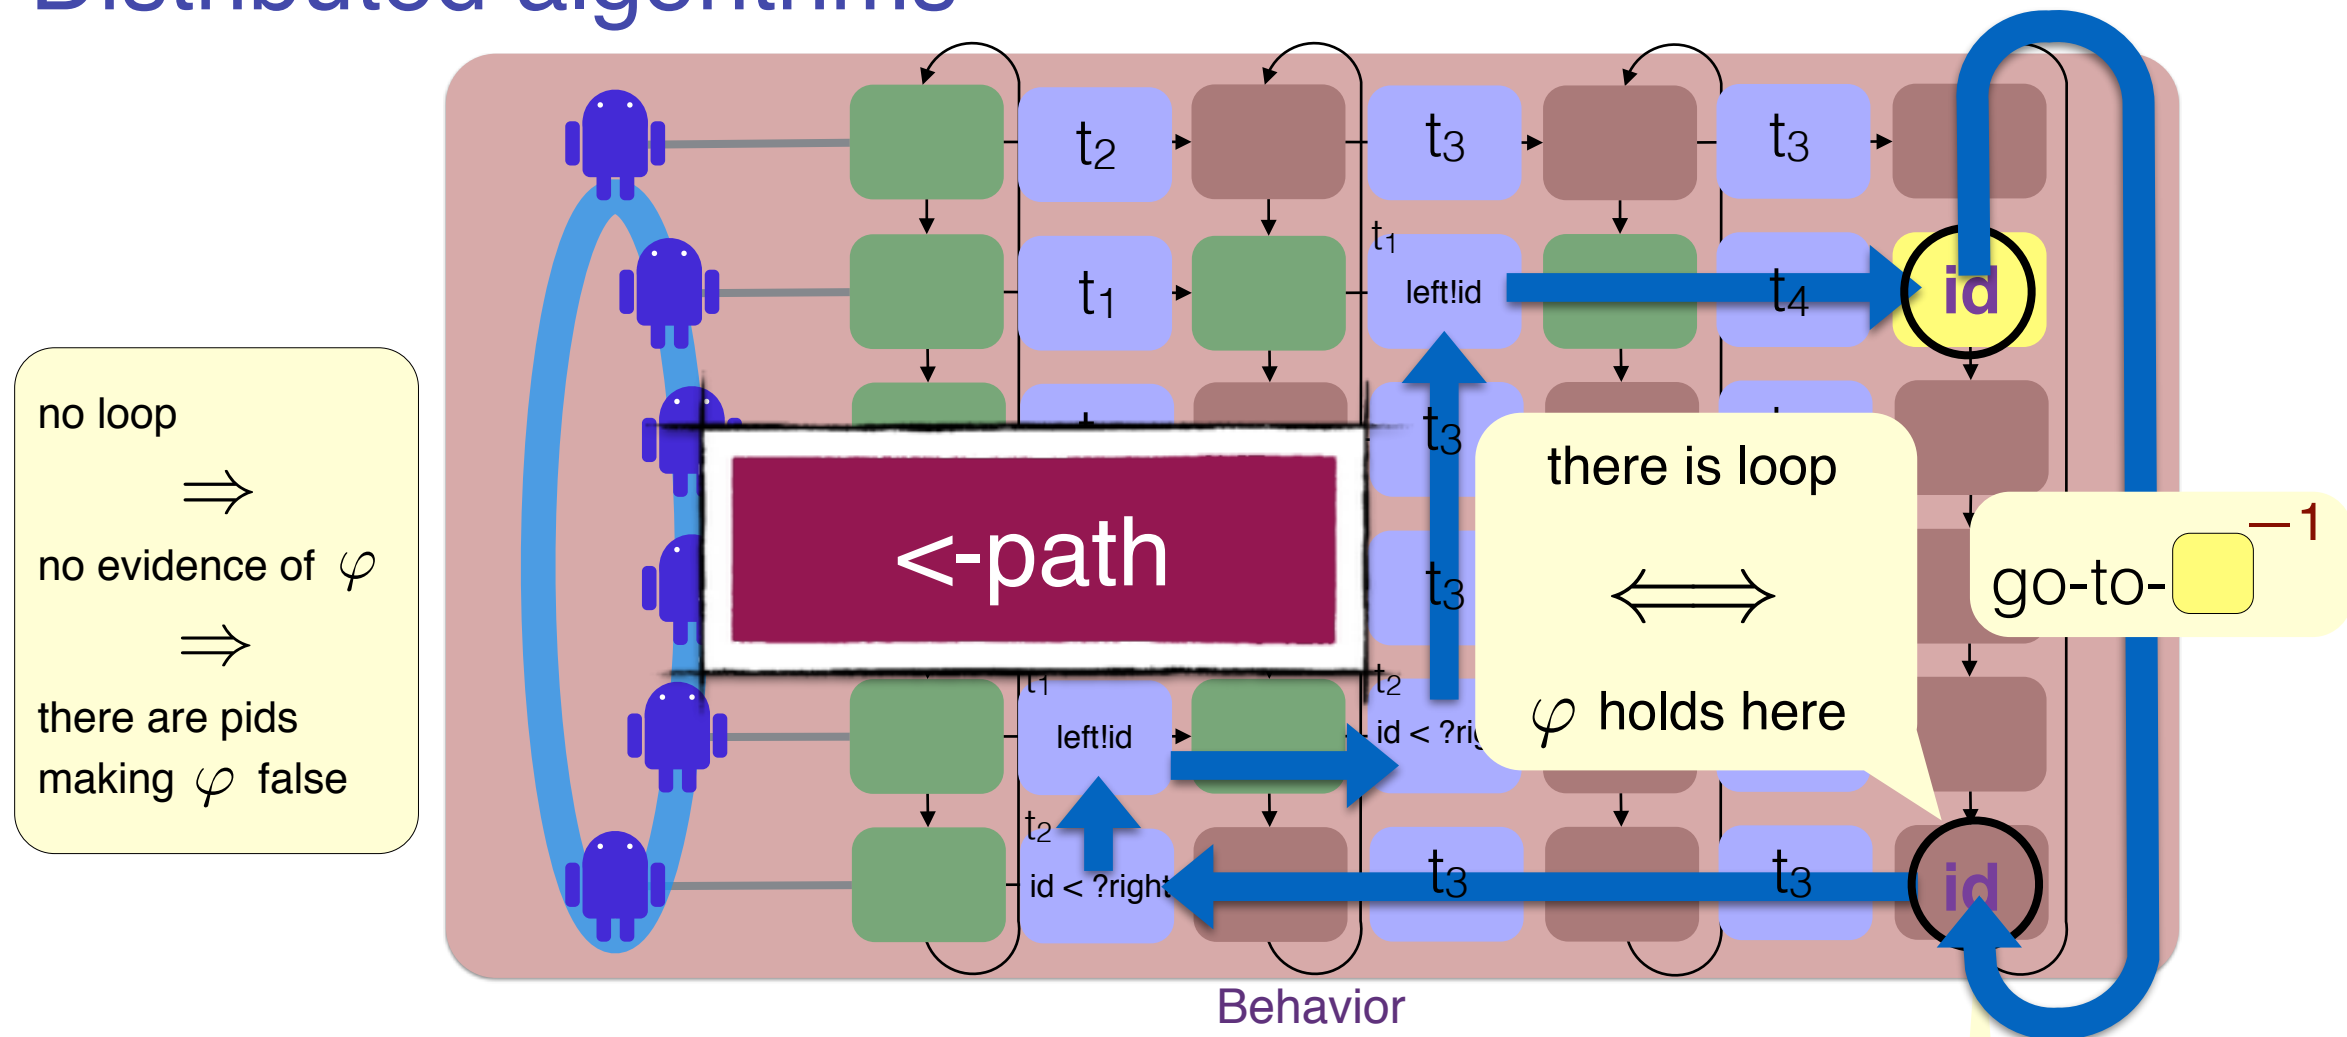 Distributed algorithms
t2
t3
t3
t1
t1
left!id
t4
id
no loop
⇒
no evidence of φ
⇒
there are pids
making φ false
t3
<-path
t3
there is loop
⟺
φ holds here
go-to-
−1
t1
left!id
t2
id < ?rig
t2
id < ?right
t3
t3
id
Behavior